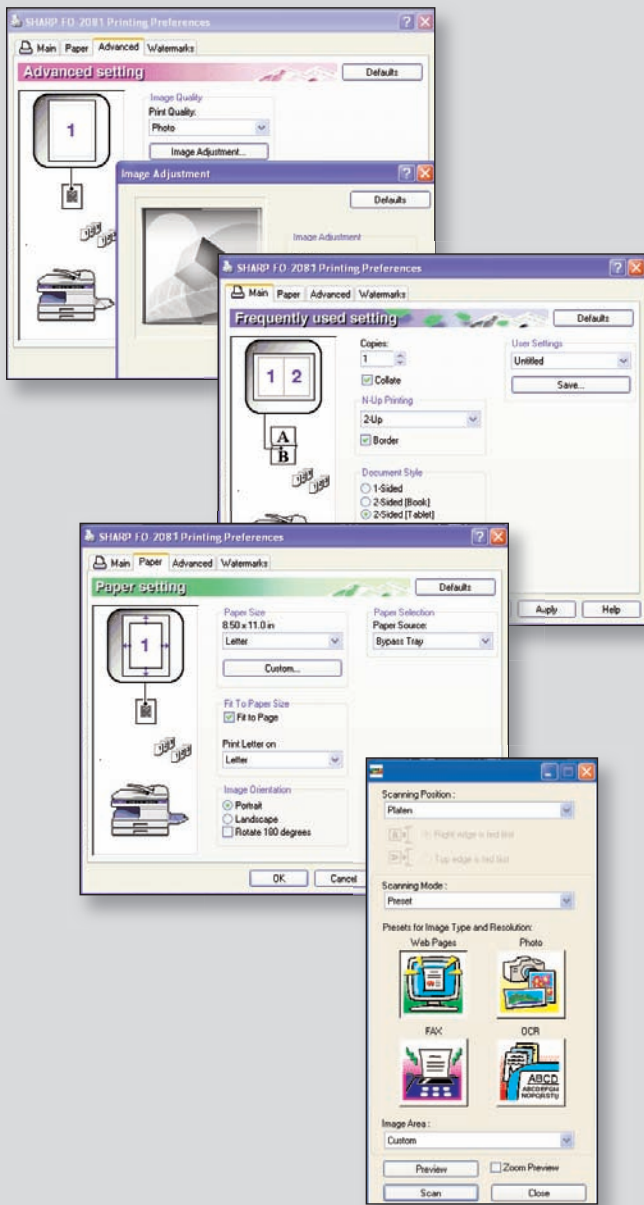 SHARP FO-2081 Printing Preferences
Main Paper Advanced Watermarks
Advanced setting
Defaults
1
Image Quality
Print Quality:
Photo
Image Adjustment...
Image Adjustment
Defaults
Image Adjustment
SHARP FO-2081 Printing Preferences
Main Paper Advanced Watermarks
Frequently used setting
Defaults
1 2
A
B
Copies:
1
Collate
N-Up Printing
2-Up
Border
Document Style
1-Sided
2-Sided [Book]
2-Sided [Tablet]
User Settings
Untitled
Save...
Apply Help
SHARP FO-2081 Printing Preferences
Main Paper Advanced Watermarks
Paper setting
Defaults
1
Paper Size
8.50 x 11.0 in
Letter
Custom...
Fit To Paper Size
Fit to Page
Print Letter on
Letter
Image Orientation
Portrait
Landscape
Rotate 180 degrees
Paper Selection
Paper Source:
Bypass Tray
OK Cancel
Scanning Position :
Platen
Right edge is fed first
Top edge is fed first
Scanning Mode :
Preset
Presets for Image Type and Resolution:
Web Pages Photo
FAX OCR
ABCD
ABCDEFGH
NOPQRSTU
Image Area :
Custom
Preview Zoom Preview
Scan Close